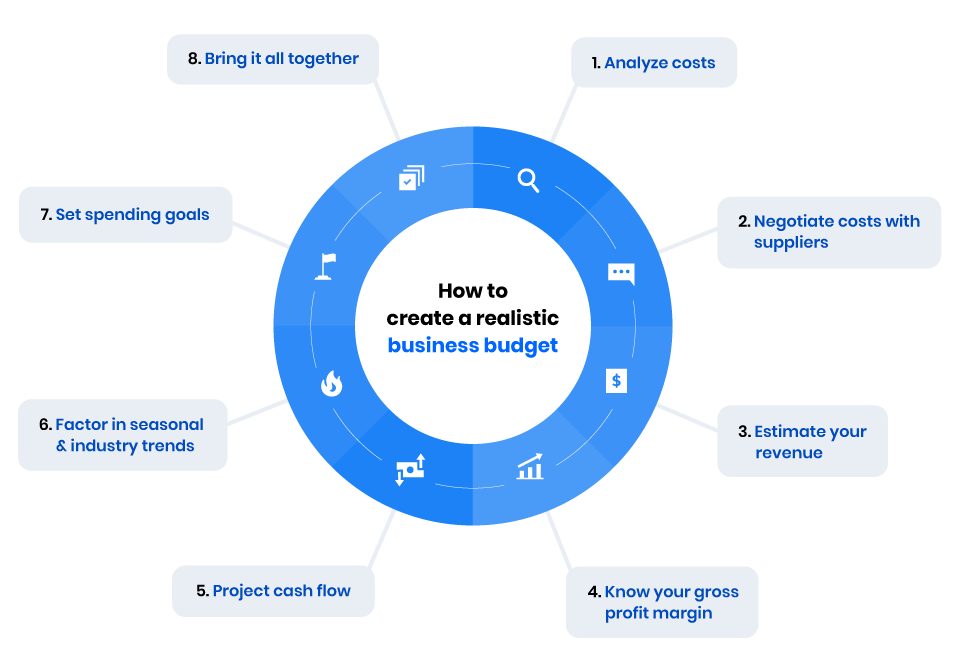 How to
create a realistic
business budget
1. Analyze costs
2. Negotiate costs with
suppliers
3. Estimate your
revenue
$
4. Know your gross
profit margin
5. Project cash flow
6. Factor in seasonal
& industry trends
7. Set spending goals
8. Bring it all together